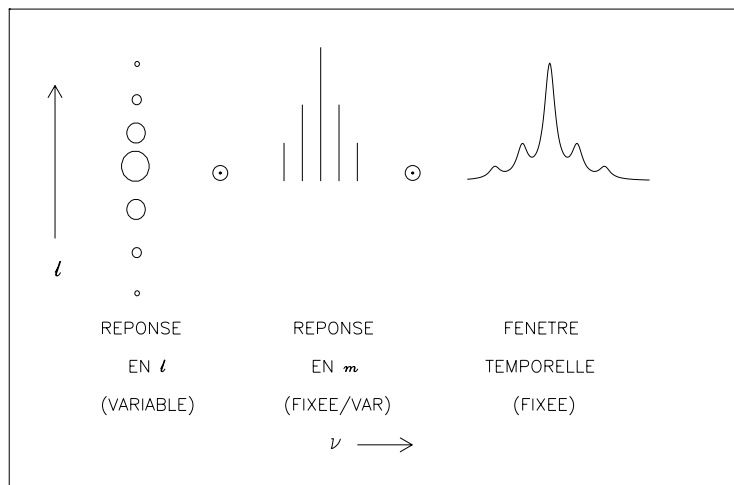 l
REPONSE REPONSE FENETRE
EN l EN m TEMPORELLE
(VARIABLE) (FIXEE/VAR) (FIXEE)
ν